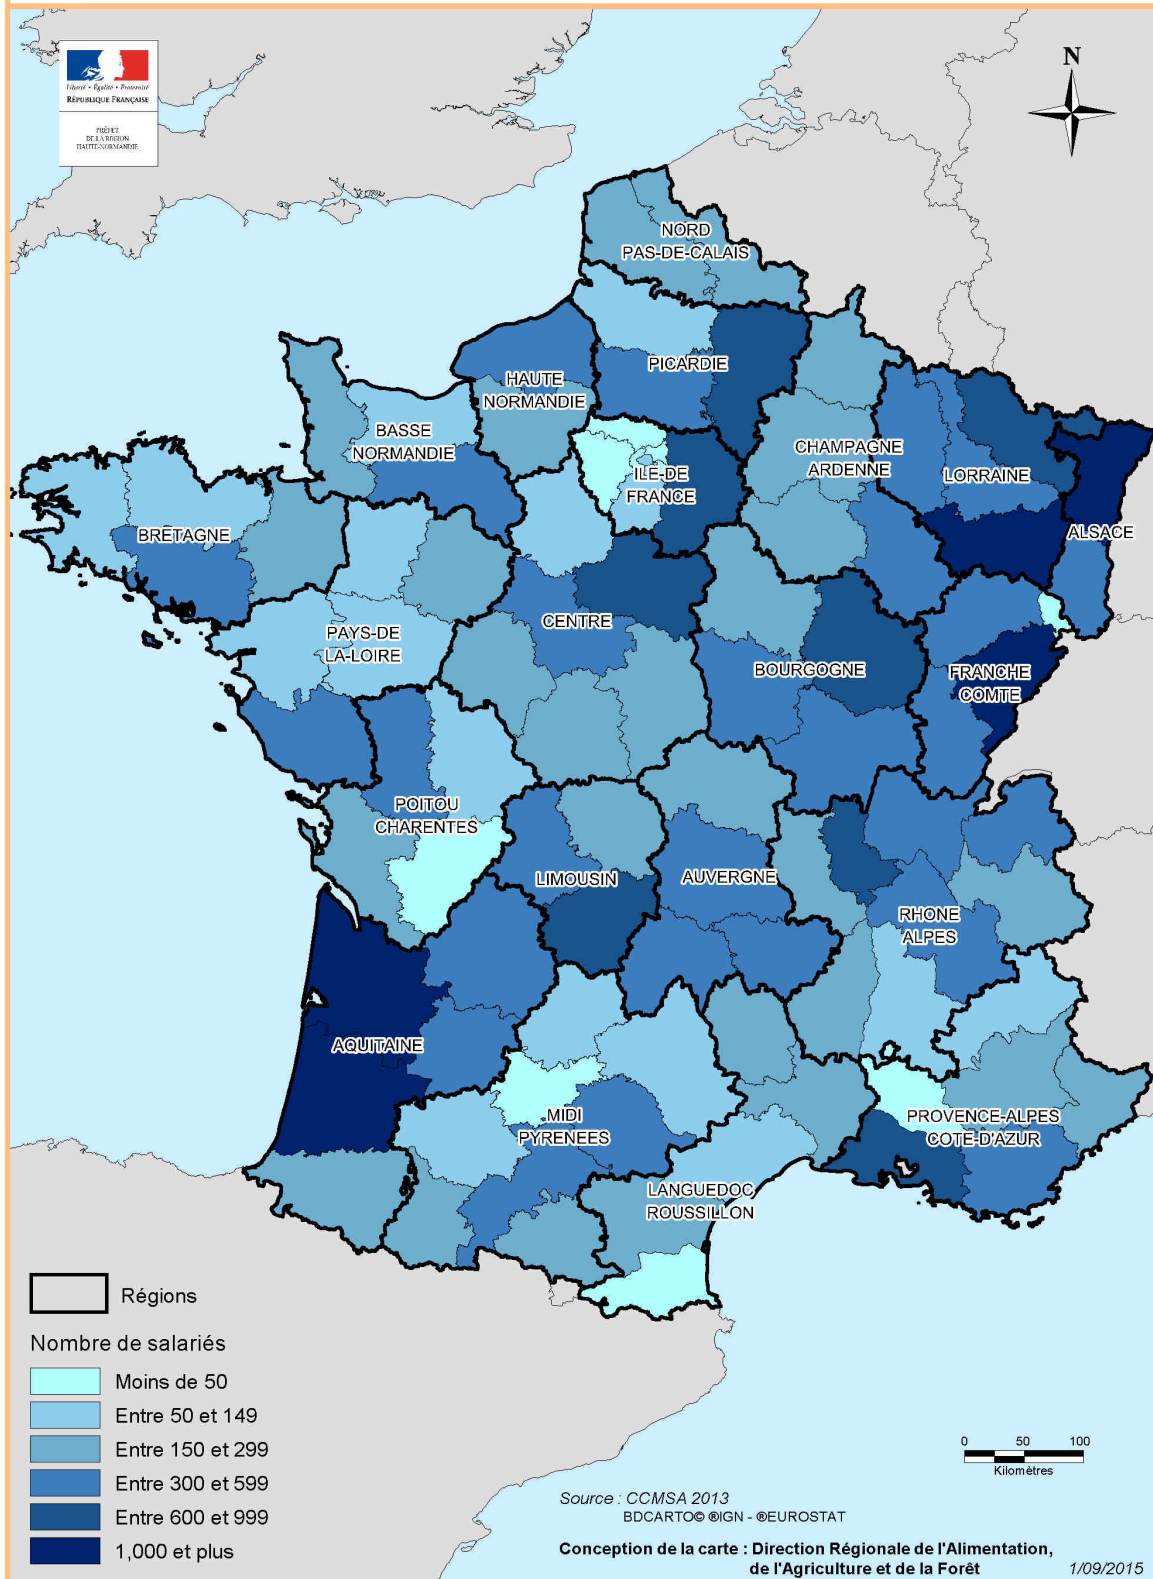 Liberté • Égalité • Fraternité
RÉPUBLIQUE FRANÇAISE
PRÉFET
DE LA RÉGION
HAUTE-NORMANDIE
N
NORD
PAS-DE-CALAIS
PICARDIE
HAUTE
NORMANDIE
BASSE
NORMANDIE
CHAMPAGNE
ARDENNE
LORRAINE
ILE-DE
FRANCE
ALSACE
BRETAGNE
PAYS-DE
LA-LOIRE
CENTRE
BOURGOGNE
FRANCHE
COMTE
POITOU
CHARENTES
LIMOUSIN
AUVERGNE
RHONE
ALPES
AQUITAINE
MIDI
PYRENEES
PROVENCE-ALPES
COTE-D'AZUR
LANGUEDOC
ROUSSILLON
Régions
Nombre de salariés
Moins de 50
Entre 50 et 149
Entre 150 et 299
Entre 300 et 599
Entre 600 et 999
1,000 et plus
0 50 100
Kilomètres
Source : CCMSA 2013
BDCARTO© ®IGN - ®EUROSTAT
Conception de la carte : Direction Régionale de l'Alimentation,
de l'Agriculture et de la Forêt
1/09/2015